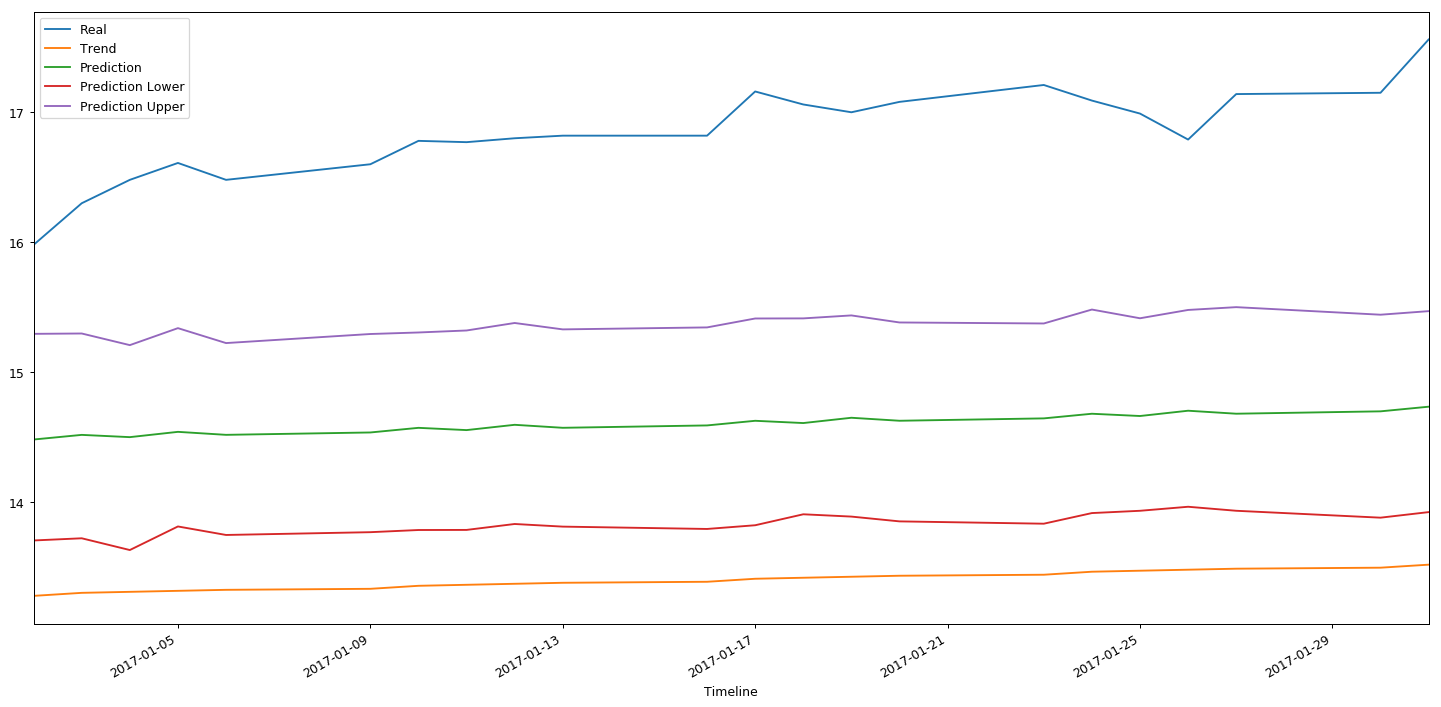 Real
Trend
Prediction
Prediction Lower
Prediction Upper
17
16
15
14
2017-01-05
2017-01-09
2017-01-13
2017-01-17
2017-01-21
2017-01-25
2017-01-29
Timeline